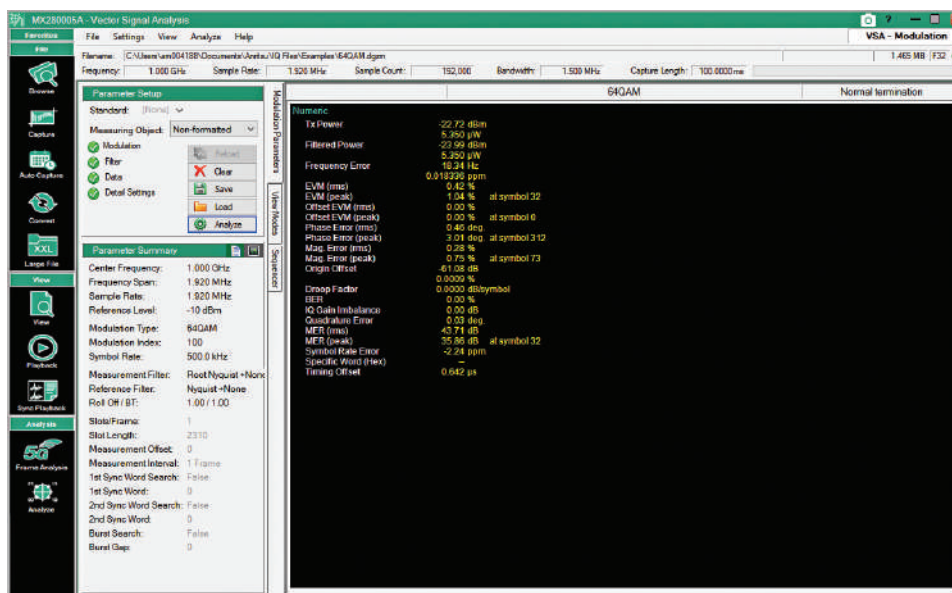 MX280005A - Vector Signal Analysis
?
Favorites
File Settings View Analyze Help
VSA - Modulation
File
Filename: C:\Users\am004188\Documents\Anritsu\IQ Files\Examples\64QAM.dgm
1.465 MB F32
Frequency: 1.000 GHz Sample Rate: 1.920 MHz Sample Count: 192,000 Bandwidth: 1.500 MHz Capture Length: 100.0000 ms
Browse
Capture
Auto Capture
Convert
XXL
Large File
View
View
Playback
Sync Playback
Analysis
5G
Frame Analysis
Analyze
Parameter Setup
Standard: [None]
Measuring Object: Non-formatted
Modulation
Reload
Filter
Clear
Data
Save
Detail Settings
Load
Analyze
Parameter Summary
Center Frequency: 1.000 GHz
Frequency Span: 1.920 MHz
Sample Rate: 1.920 MHz
Reference Level: -10 dBm
Modulation Type: 64QAM
Modulation Index: 100
Symbol Rate: 500.0 kHz
Measurement Filter: Root Nyquist +None
Reference Filter: Nyquist +None
Roll Off / BT: 1.00 / 1.00
Slots/Frame: 1
Slot Length: 2310
Measurement Offset: 0
Measurement Interval: 1 Frame
1st Sync Word Search: False
1st Sync Word: 0
2nd Sync Word Search: False
2nd Sync Word: 0
Burst Search: False
Burst Gap: 0
Modulation Parameters
View Modes
Sequencer
64QAM
Normal termination
Numeric
Tx Power -22.72 dBm
5.350 µW
Filtered Power -23.99 dBm
5.350 µW
Frequency Error 18.34 Hz
0.018336 ppm
EVM (rms) 0.42 %
EVM (peak) 1.04 % at symbol 32
Offset EVM (rms) 0.00 %
Offset EVM (peak) 0.00 % at symbol 0
Phase Error (rms) 0.46 deg.
Phase Error (peak) 3.01 deg. at symbol 312
Mag. Error (rms) 0.28 %
Mag. Error (peak) 0.75 % at symbol 73
Origin Offset -61.08 dB
0.0009 %
Droop Factor 0.0000 dB/symbol
BER 0.00 %
IQ Gain Imbalance 0.00 dB
Quadrature Error 0.03 deg.
MER (rms) 43.71 dB
MER (peak) 35.86 dB at symbol 32
Symbol Rate Error -2.24 ppm
Specific Word (Hex) --
Timing Offset 0.642 µs